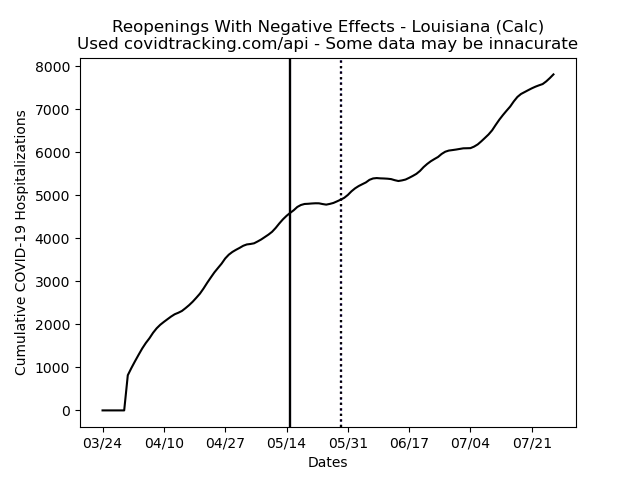 Reopenings With Negative Effects - Louisiana (Calc)
Used covidtracking.com/api - Some data may be innacurate
Cumulative COVID-19 Hospitalizations
8000
7000
6000
5000
4000
3000
2000
1000
0
03/24 04/10 04/27 05/14 05/31 06/17 07/04 07/21
Dates